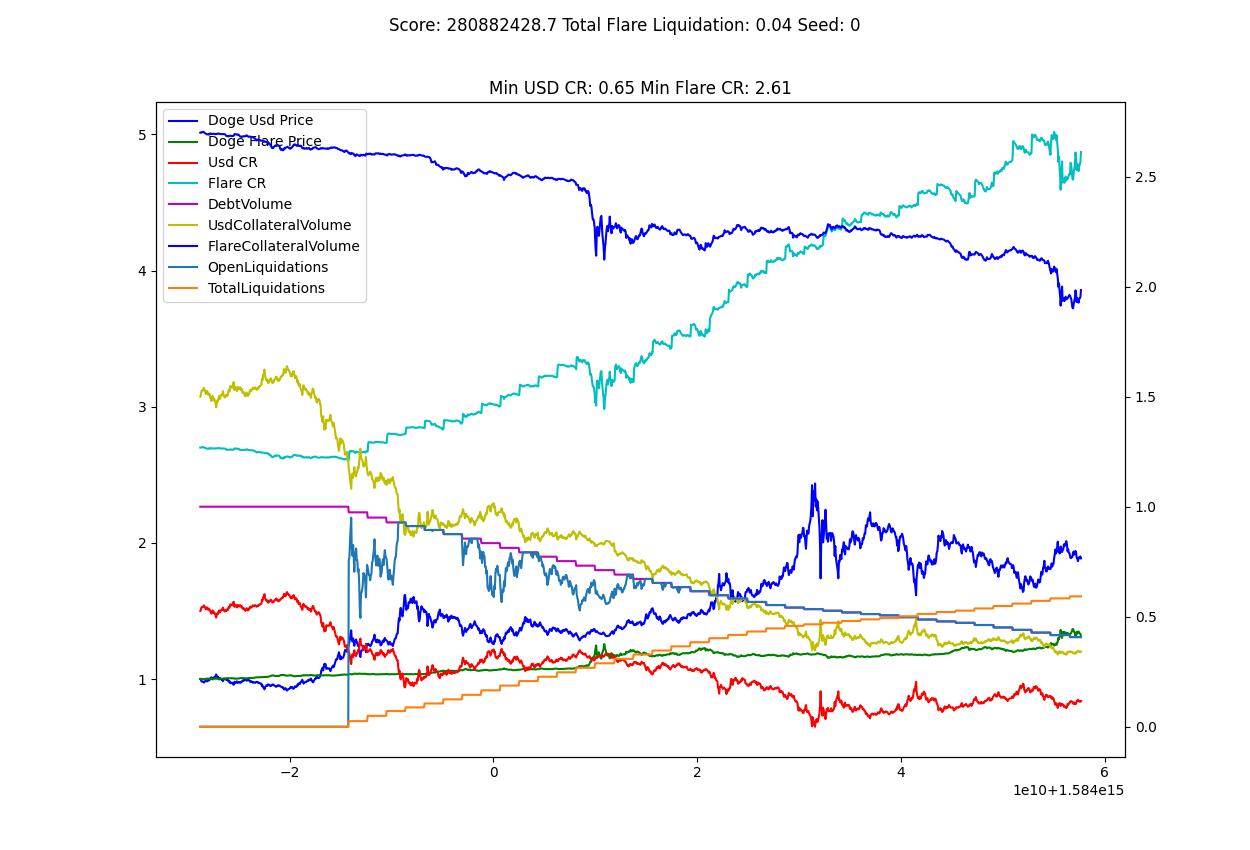 Score: 280882428.7 Total Flare Liquidation: 0.04 Seed: 0
Min USD CR: 0.65 Min Flare CR: 2.61
Doge Usd Price
Doge Flare Price
Usd CR
Flare CR
DebtVolume
UsdCollateralVolume
FlareCollateralVolume
OpenLiquidations
TotalLiquidations
5
4
3
2
1
2.5
2.0
1.5
1.0
0.5
0.0
−2
0
2
4
6
1e10+1.584e15